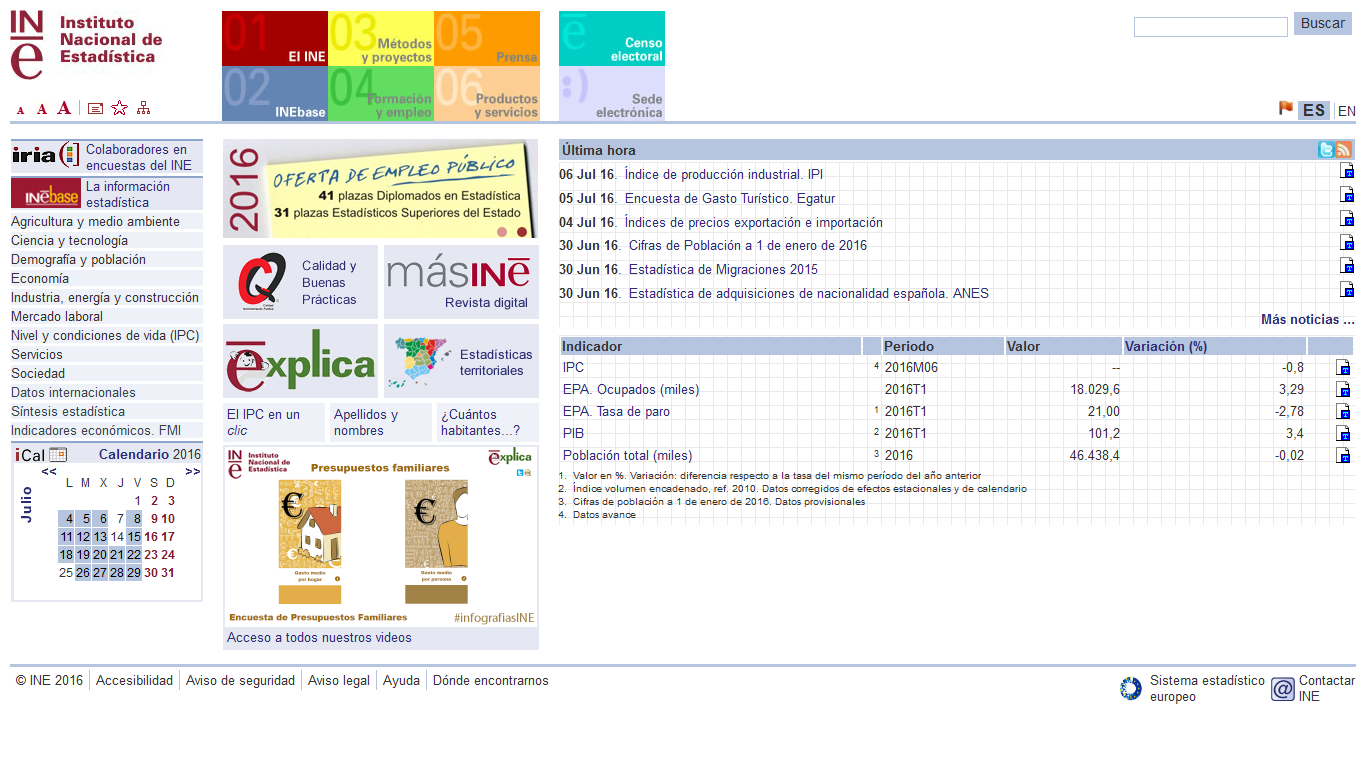 INe
Instituto
Nacional de
Estadística
A A A
01
El INE
03
Métodos
y proyectos
05
Prensa
02
INEbase
04
Formación
y empleo
06
Productos
y servicios
ē
Censo
electoral
:)
Sede
electrónica
Buscar
ES
EN
iria
Colaboradores en
encuestas del INE
INēbase
La información
estadística
Agricultura y medio ambiente
Ciencia y tecnología
Demografía y población
Economía
Industria, energía y construcción
Mercado laboral
Nivel y condiciones de vida (IPC)
Servicios
Sociedad
Datos internacionales
Síntesis estadística
Indicadores económicos. FMI
iCal
Calendario 2016
<< >>
Julio
L M X J V S D
1 2 3
4 5 6 7 8 9 10
11 12 13 14 15 16 17
18 19 20 21 22 23 24
25 26 27 28 29 30 31
2016
OFERTA DE EMPLEO PÚBLICO
41 plazas Diplomados en Estadística
31 plazas Estadísticos Superiores del Estado
Calidad y
Buenas
Prácticas
másINē
Revista digital
ēxplica
Estadísticas
territoriales
El IPC en un
clic
Apellidos y
nombres
¿Cuántos
habitantes...?
INe
Instituto
Nacional de
Estadística
ēxplica
Presupuestos familiares
€ €
€
Gasto medio
por hogar
Gasto medio
por persona
Encuesta de Presupuestos Familiares
#infografiasINE
Acceso a todos nuestros videos
Última hora
06 Jul 16. Índice de producción industrial. IPI
05 Jul 16. Encuesta de Gasto Turístico. Egatur
04 Jul 16. Índices de precios exportación e importación
30 Jun 16. Cifras de Población a 1 de enero de 2016
30 Jun 16. Estadística de Migraciones 2015
30 Jun 16. Estadística de adquisiciones de nacionalidad española. ANES
Más noticias ...
Indicador Periodo Valor Variación (%)
IPC 4 2016M06 -- -0,8
EPA. Ocupados (miles) 2016T1 18.029,6 3,29
EPA. Tasa de paro 1 2016T1 21,00 -2,78
PIB 2 2016T1 101,2 3,4
Población total (miles) 3 2016 46.438,4 -0,02
1. Valor en %. Variación: diferencia respecto a la tasa del mismo período del año anterior
2. Índice volumen encadenado, ref. 2010. Datos corregidos de efectos estacionales y de calendario
3. Cifras de población a 1 de enero de 2016. Datos provisionales
4. Datos avance
© INE 2016 Accesibilidad Aviso de seguridad Aviso legal Ayuda Dónde encontrarnos
Sistema estadístico
europeo
@
Contactar
INE